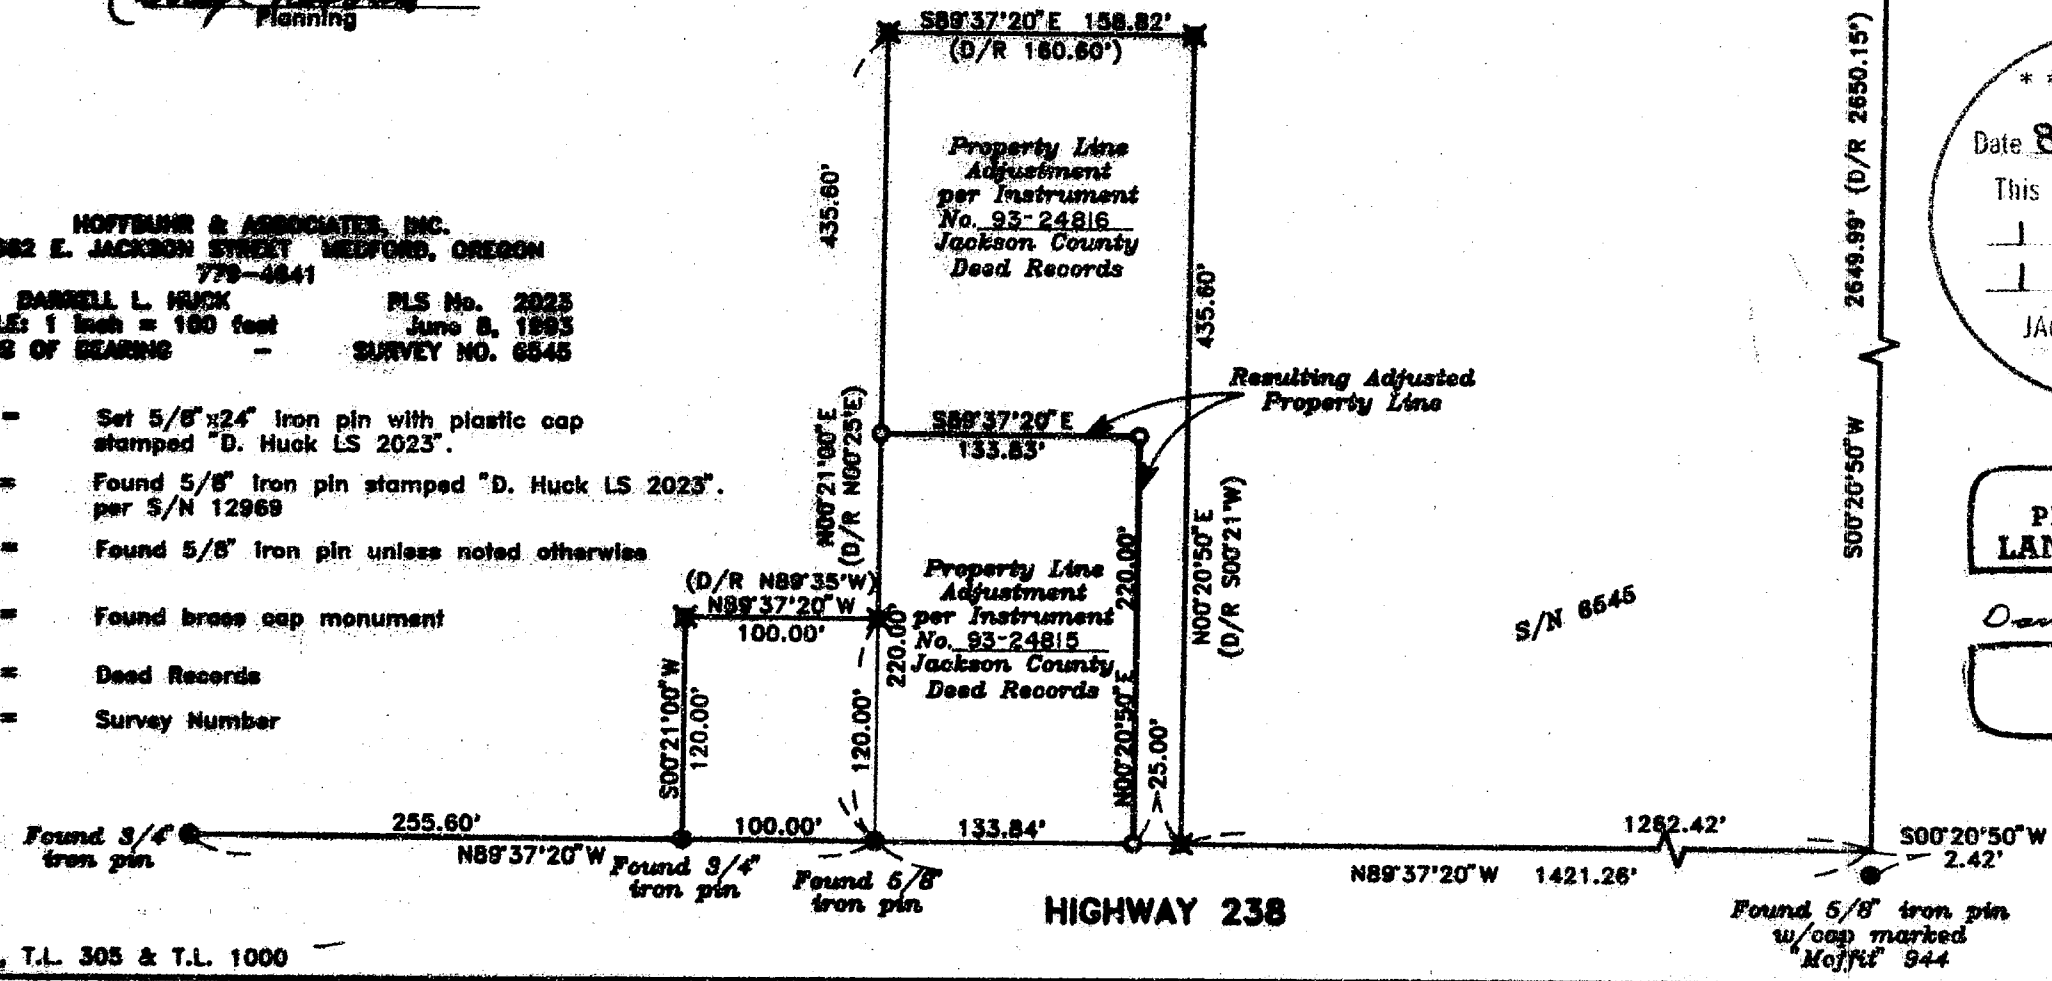 Planning
HOFFBUHR & ASSOCIATES, INC.
E. JACKSON STREET MEDFORD, OREGON
779-4641
DARRELL L. HUCK PLS No. 2023
1 inch = 100 feet June 8, 1993
OF BEARING - SURVEY NO. 6545
= Set 5/8"x24" iron pin with plastic cap
stamped "D. Huck LS 2023".
= Found 5/8" iron pin stamped "D. Huck LS 2023".
per S/N 12969
= Found 5/8" iron pin unless noted otherwise
= Found brass cap monument
= Deed Records
= Survey Number
S89°37'20"E 158.82'
(D/R 160.60')
435.60'
Property Line
Adjustment
per Instrument
No. 93-24816
Jackson County
Deed Records
435.60'
Resulting Adjusted
Property Line
N00°21'00"E
(D/R N00°25'E)
S89°37'20"E
133.83'
(D/R N89°35'W)
N89°37'20"W
100.00'
S00°21'00"W
120.00'
120.00'
220.00'
Property Line
Adjustment
per Instrument
No. 93-24815
Jackson County
Deed Records
220.00'
N00°20'50"E
25.00'
N00°20'50"E
(D/R S00°21'W)
S/N 6545
2649.99' (D/R 2650.15')
S00°20'50"W
Date 8
This
PR
LAN
Found 3/4"
iron pin
255.60'
N89°37'20"W
Found 3/4"
iron pin
100.00'
Found 5/8"
iron pin
133.84'
HIGHWAY 238
1262.42'
N89°37'20"W 1421.26'
S00°20'50"W
2.42'
Found 5/8" iron pin
w/cap marked
"Moffit" 944
, T.L. 305 & T.L. 1000